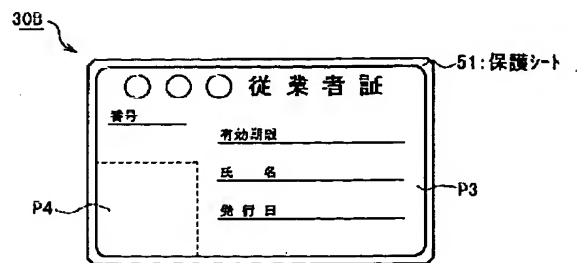 30B
51:保護シート
○○○従業者証
番号
有効期限
氏 名
発行日
P4
P3